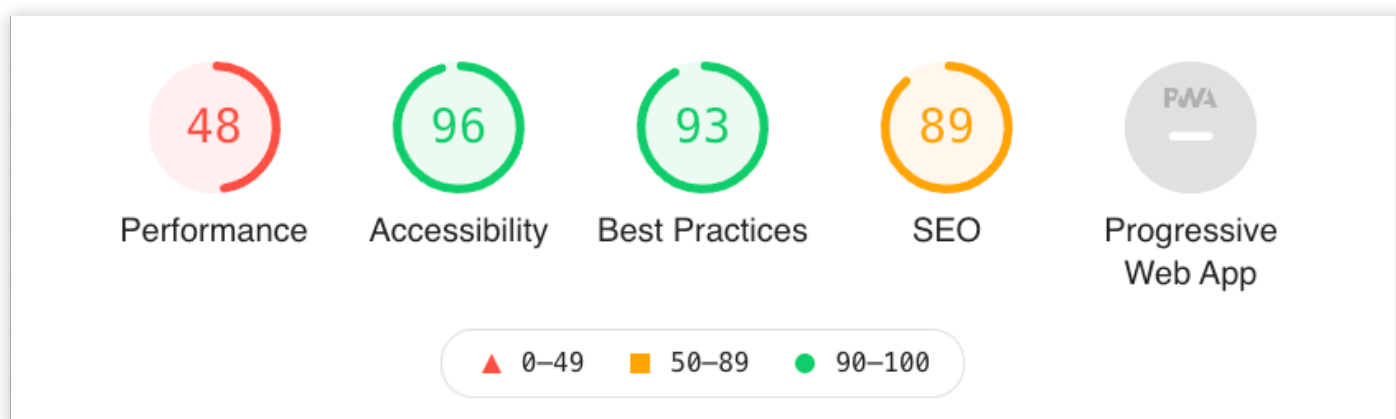 48
96
93
89
PWA
Performance
Accessibility
Best Practices
SEO
Progressive
Web App
0–49
50–89
90–100